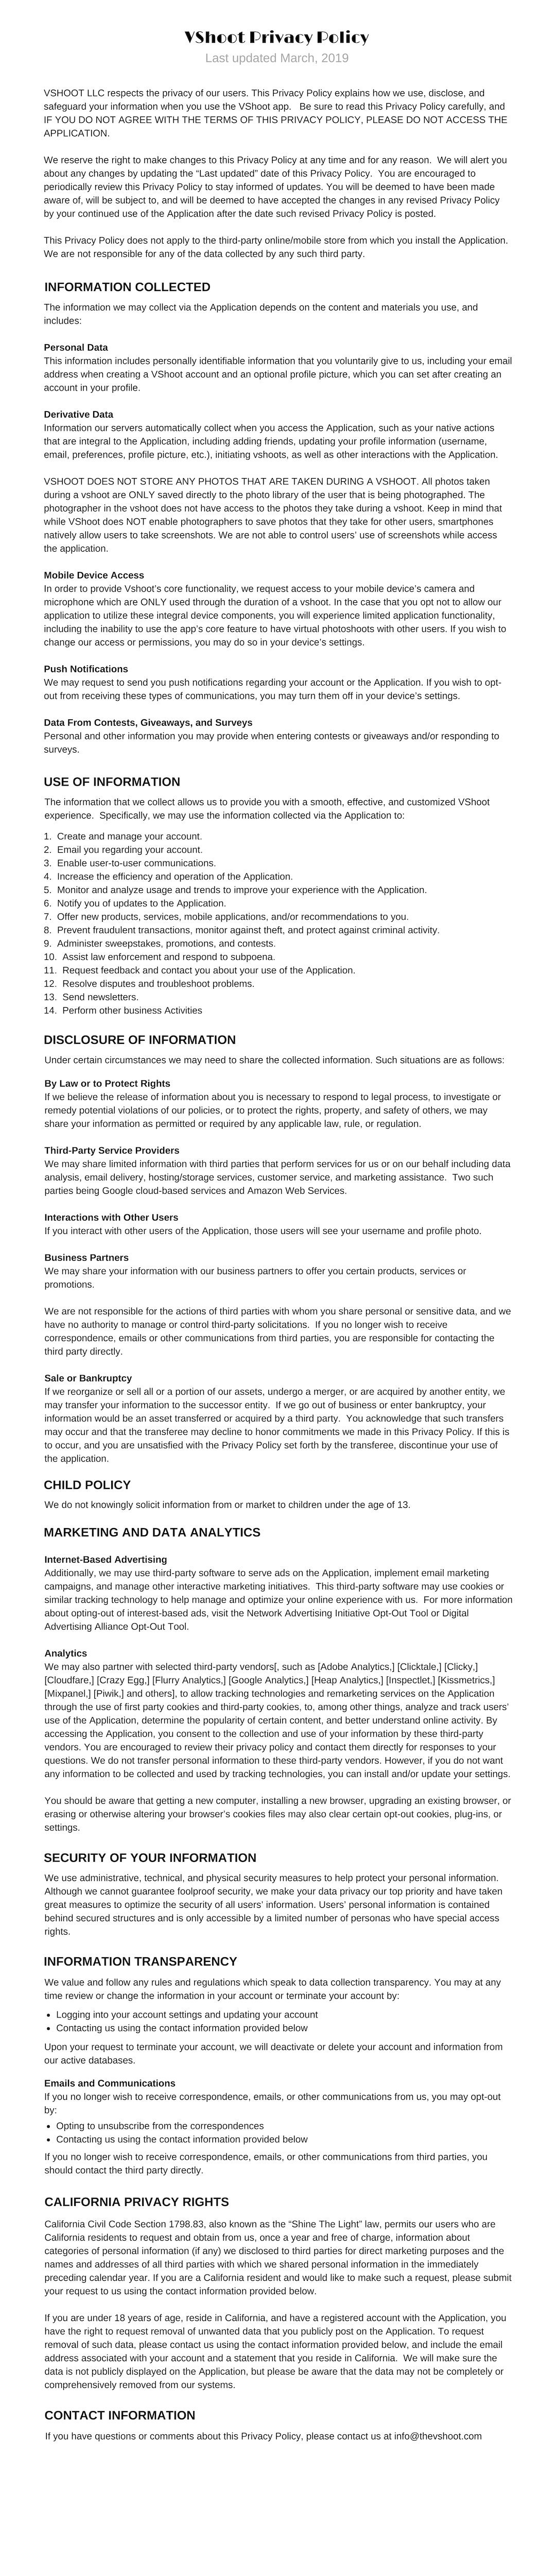 VShoot Privacy Policy
Last updated March, 2019
VSHOOT LLC respects the privacy of our users. This Privacy Policy explains how we use, disclose, and
safeguard your information when you use the VShoot app.   Be sure to read this Privacy Policy carefully, and
IF YOU DO NOT AGREE WITH THE TERMS OF THIS PRIVACY POLICY, PLEASE DO NOT ACCESS THE
APPLICATION.
We reserve the right to make changes to this Privacy Policy at any time and for any reason.  We will alert you
about any changes by updating the “Last updated” date of this Privacy Policy.  You are encouraged to
periodically review this Privacy Policy to stay informed of updates. You will be deemed to have been made
aware of, will be subject to, and will be deemed to have accepted the changes in any revised Privacy Policy
by your continued use of the Application after the date such revised Privacy Policy is posted.
This Privacy Policy does not apply to the third-party online/mobile store from which you install the Application.
We are not responsible for any of the data collected by any such third party.
INFORMATION COLLECTED
The information we may collect via the Application depends on the content and materials you use, and
includes:
Personal Data
This information includes personally identifiable information that you voluntarily give to us, including your email
address when creating a VShoot account and an optional profile picture, which you can set after creating an
account in your profile.
Derivative Data
Information our servers automatically collect when you access the Application, such as your native actions
that are integral to the Application, including adding friends, updating your profile information (username,
email, preferences, profile picture, etc.), initiating vshoots, as well as other interactions with the Application.
VSHOOT DOES NOT STORE ANY PHOTOS THAT ARE TAKEN DURING A VSHOOT. All photos taken
during a vshoot are ONLY saved directly to the photo library of the user that is being photographed. The
photographer in the vshoot does not have access to the photos they take during a vshoot. Keep in mind that
while VShoot does NOT enable photographers to save photos that they take for other users, smartphones
natively allow users to take screenshots. We are not able to control users’ use of screenshots while access
the application.
Mobile Device Access
In order to provide Vshoot’s core functionality, we request access to your mobile device’s camera and
microphone which are ONLY used through the duration of a vshoot. In the case that you opt not to allow our
application to utilize these integral device components, you will experience limited application functionality,
including the inability to use the app’s core feature to have virtual photoshoots with other users. If you wish to
change our access or permissions, you may do so in your device’s settings.
Push Notifications
We may request to send you push notifications regarding your account or the Application. If you wish to opt-
out from receiving these types of communications, you may turn them off in your device’s settings.
Data From Contests, Giveaways, and Surveys
Personal and other information you may provide when entering contests or giveaways and/or responding to
surveys.
USE OF INFORMATION
The information that we collect allows us to provide you with a smooth, effective, and customized VShoot
experience.  Specifically, we may use the information collected via the Application to:
1.  Create and manage your account.
2.  Email you regarding your account.
3.  Enable user-to-user communications.
4.  Increase the efficiency and operation of the Application.
5.  Monitor and analyze usage and trends to improve your experience with the Application.
6.  Notify you of updates to the Application.
7.  Offer new products, services, mobile applications, and/or recommendations to you.
8.  Prevent fraudulent transactions, monitor against theft, and protect against criminal activity.
9.  Administer sweepstakes, promotions, and contests.
10.  Assist law enforcement and respond to subpoena.
11.  Request feedback and contact you about your use of the Application.
12.  Resolve disputes and troubleshoot problems.
13.  Send newsletters.
14.  Perform other business Activities
DISCLOSURE OF INFORMATION
Under certain circumstances we may need to share the collected information. Such situations are as follows:
By Law or to Protect Rights
If we believe the release of information about you is necessary to respond to legal process, to investigate or
remedy potential violations of our policies, or to protect the rights, property, and safety of others, we may
share your information as permitted or required by any applicable law, rule, or regulation.
Third-Party Service Providers
We may share limited information with third parties that perform services for us or on our behalf including data
analysis, email delivery, hosting/storage services, customer service, and marketing assistance.  Two such
parties being Google cloud-based services and Amazon Web Services.
Interactions with Other Users
If you interact with other users of the Application, those users will see your username and profile photo.
Business Partners
We may share your information with our business partners to offer you certain products, services or
promotions.
We are not responsible for the actions of third parties with whom you share personal or sensitive data, and we
have no authority to manage or control third-party solicitations.  If you no longer wish to receive
correspondence, emails or other communications from third parties, you are responsible for contacting the
third party directly.
Sale or Bankruptcy
If we reorganize or sell all or a portion of our assets, undergo a merger, or are acquired by another entity, we
may transfer your information to the successor entity.  If we go out of business or enter bankruptcy, your
information would be an asset transferred or acquired by a third party.  You acknowledge that such transfers
may occur and that the transferee may decline to honor commitments we made in this Privacy Policy. If this is
to occur, and you are unsatisfied with the Privacy Policy set forth by the transferee, discontinue your use of
the application.
CHILD POLICY
We do not knowingly solicit information from or market to children under the age of 13.
MARKETING AND DATA ANALYTICS
Internet-Based Advertising
Additionally, we may use third-party software to serve ads on the Application, implement email marketing
campaigns, and manage other interactive marketing initiatives.  This third-party software may use cookies or
similar tracking technology to help manage and optimize your online experience with us.  For more information
about opting-out of interest-based ads, visit the Network Advertising Initiative Opt-Out Tool or Digital
Advertising Alliance Opt-Out Tool.
Analytics
We may also partner with selected third-party vendors[, such as [Adobe Analytics,] [Clicktale,] [Clicky,]
[Cloudfare,] [Crazy Egg,] [Flurry Analytics,] [Google Analytics,] [Heap Analytics,] [Inspectlet,] [Kissmetrics,]
[Mixpanel,] [Piwik,] and others], to allow tracking technologies and remarketing services on the Application
through the use of first party cookies and third-party cookies, to, among other things, analyze and track users’
use of the Application, determine the popularity of certain content, and better understand online activity. By
accessing the Application, you consent to the collection and use of your information by these third-party
vendors. You are encouraged to review their privacy policy and contact them directly for responses to your
questions. We do not transfer personal information to these third-party vendors. However, if you do not want
any information to be collected and used by tracking technologies, you can install and/or update your settings.
You should be aware that getting a new computer, installing a new browser, upgrading an existing browser, or
erasing or otherwise altering your browser’s cookies files may also clear certain opt-out cookies, plug-ins, or
settings.
SECURITY OF YOUR INFORMATION
We use administrative, technical, and physical security measures to help protect your personal information.
Although we cannot guarantee foolproof security, we make your data privacy our top priority and have taken
great measures to optimize the security of all users’ information. Users’ personal information is contained
behind secured structures and is only accessible by a limited number of personas who have special access
rights.
INFORMATION TRANSPARENCY
We value and follow any rules and regulations which speak to data collection transparency. You may at any
time review or change the information in your account or terminate your account by:
• Logging into your account settings and updating your account
• Contacting us using the contact information provided below
Upon your request to terminate your account, we will deactivate or delete your account and information from
our active databases.
Emails and Communications
If you no longer wish to receive correspondence, emails, or other communications from us, you may opt-out
by:
• Opting to unsubscribe from the correspondences
• Contacting us using the contact information provided below
If you no longer wish to receive correspondence, emails, or other communications from third parties, you
should contact the third party directly.
CALIFORNIA PRIVACY RIGHTS
California Civil Code Section 1798.83, also known as the “Shine The Light” law, permits our users who are
California residents to request and obtain from us, once a year and free of charge, information about
categories of personal information (if any) we disclosed to third parties for direct marketing purposes and the
names and addresses of all third parties with which we shared personal information in the immediately
preceding calendar year. If you are a California resident and would like to make such a request, please submit
your request to us using the contact information provided below.
If you are under 18 years of age, reside in California, and have a registered account with the Application, you
have the right to request removal of unwanted data that you publicly post on the Application. To request
removal of such data, please contact us using the contact information provided below, and include the email
address associated with your account and a statement that you reside in California.  We will make sure the
data is not publicly displayed on the Application, but please be aware that the data may not be completely or
comprehensively removed from our systems.
CONTACT INFORMATION
If you have questions or comments about this Privacy Policy, please contact us at info@thevshoot.com